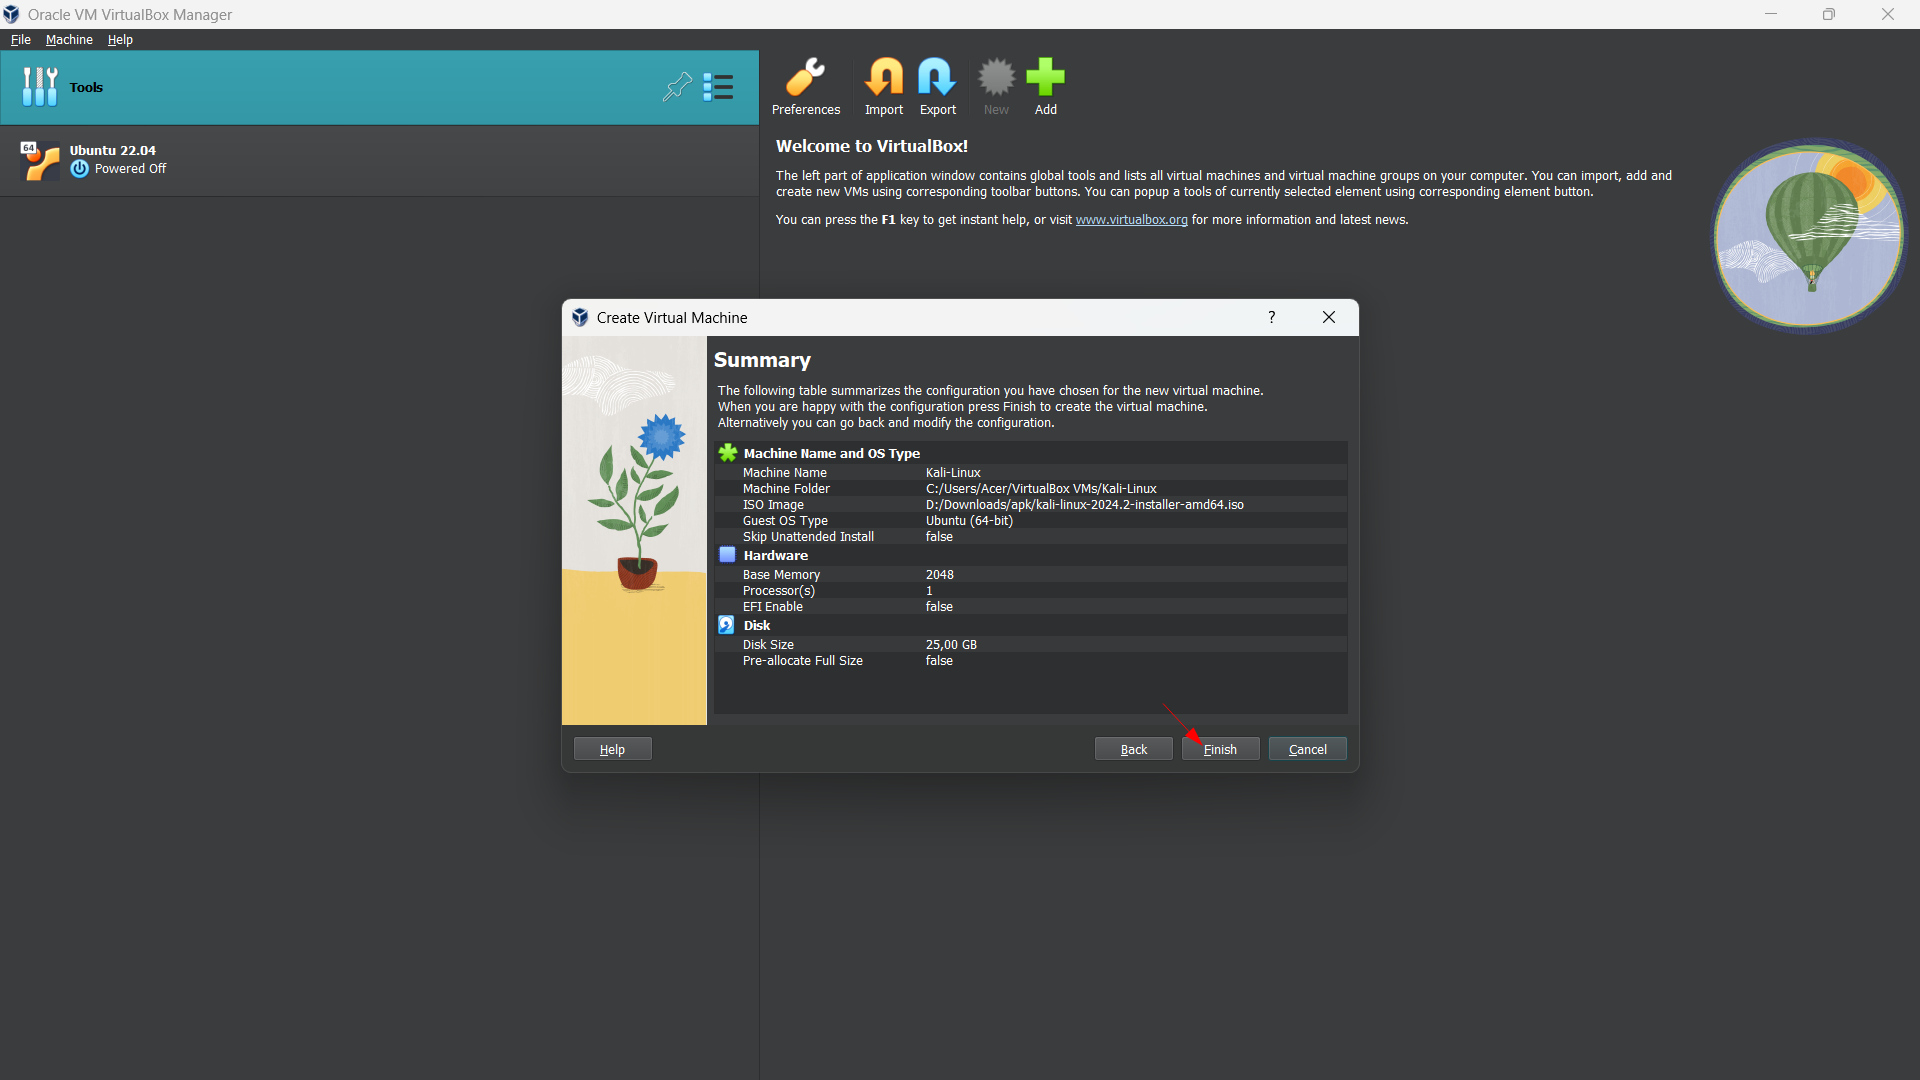 Oracle VM VirtualBox Manager
File Machine Help
Tools
64
Ubuntu 22.04
Powered Off
Preferences Import Export New Add
Welcome to VirtualBox!
The left part of application window contains global tools and lists all virtual machines and virtual machine groups on your computer. You can import, add and
create new VMs using corresponding toolbar buttons. You can popup a tools of currently selected element using corresponding element button.
You can press the F1 key to get instant help, or visit www.virtualbox.org for more information and latest news.
Create Virtual Machine ?
Summary
The following table summarizes the configuration you have chosen for the new virtual machine.
When you are happy with the configuration press Finish to create the virtual machine.
Alternatively you can go back and modify the configuration.
Machine Name and OS Type
Machine Name Kali-Linux
Machine Folder C:/Users/Acer/VirtualBox VMs/Kali-Linux
ISO Image D:/Downloads/apk/kali-linux-2024.2-installer-amd64.iso
Guest OS Type Ubuntu (64-bit)
Skip Unattended Install false
Hardware
Base Memory 2048
Processor(s) 1
EFI Enable false
Disk
Disk Size 25,00 GB
Pre-allocate Full Size false
Help Back Finish Cancel